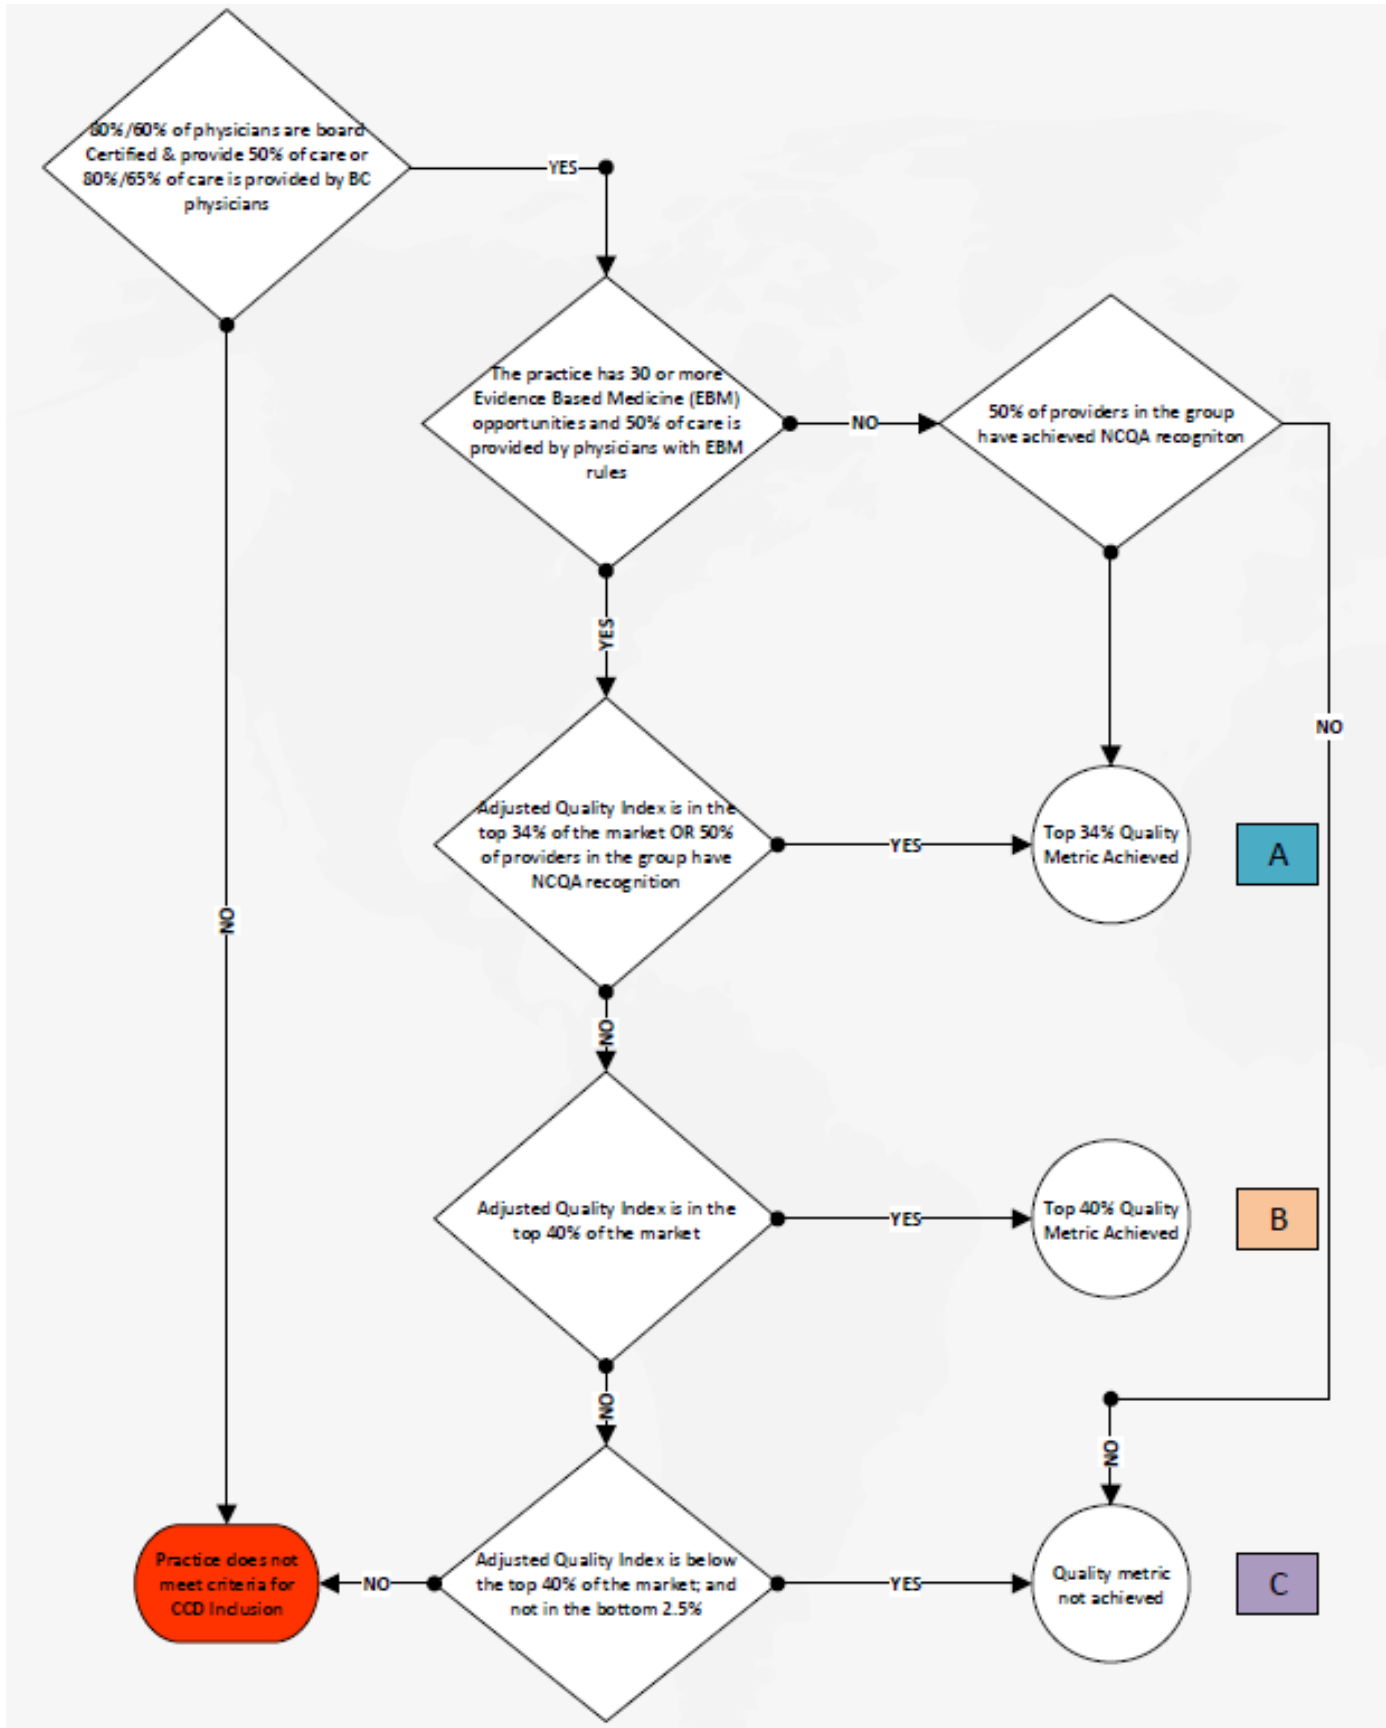 80%/60% of physicians are board
Certified & provide 50% of care or
80%/65% of care is provided by BC
physicians
YES
The practice has 30 or more
Evidence Based Medicine (EBM)
opportunities and 50% of care is
provided by physicians with EBM
rules
NO
50% of providers in the group
have achieved NCQA recogniton
YES
NO
Adjusted Quality Index is in the
top 34% of the market OR 50%
of providers in the group have
NCQA recognition
YES
Top 34% Quality
Metric Achieved
A
NO
NO
Adjusted Quality Index is in the
top 40% of the market
YES
Top 40% Quality
Metric Achieved
B
NO
NO
Practice does not
meet criteria for
CCD Inclusion
NO
Adjusted Quality Index is below
the top 40% of the market; and
not in the bottom 2.5%
YES
Quality metric
not achieved
C